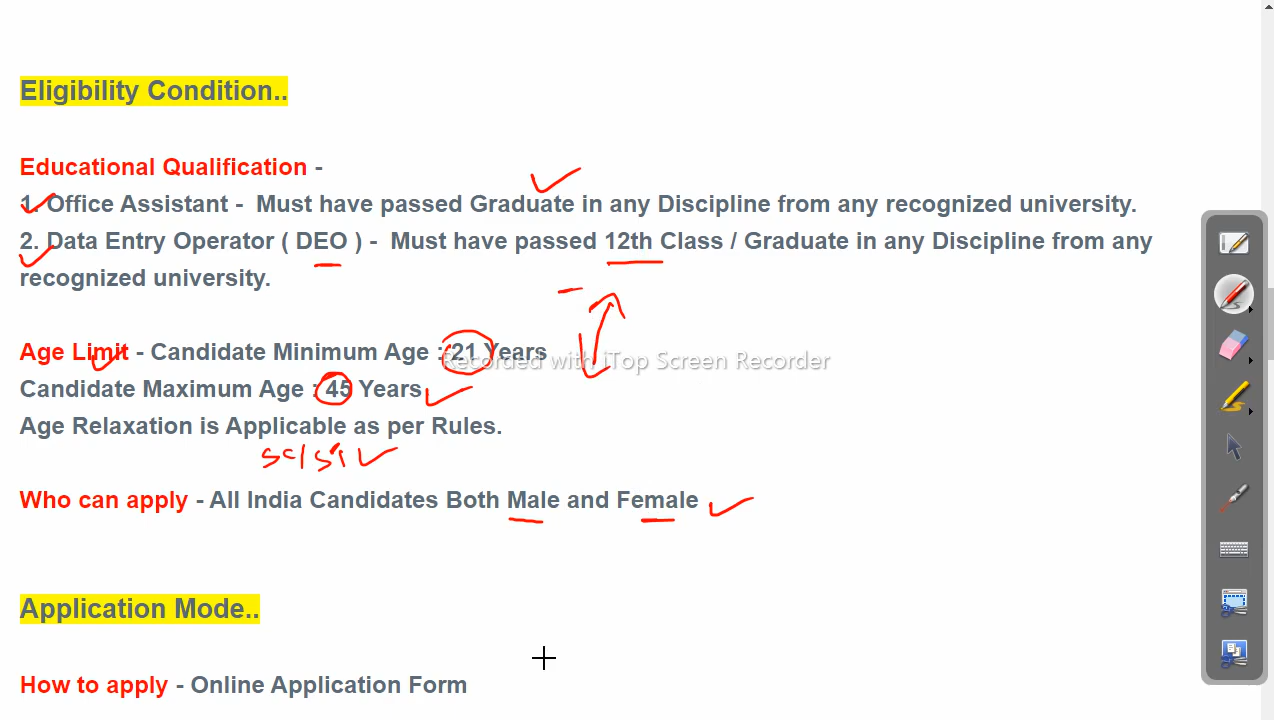 Eligibility Condition..
Educational Qualification -
1. Office Assistant - Must have passed Graduate in any Discipline from any recognized university.
2. Data Entry Operator ( DEO ) - Must have passed 12th Class / Graduate in any Discipline from any
recognized university.
Age Limit - Candidate Minimum Age : 21 Years
Recorded with iTop Screen Recorder
Candidate Maximum Age : 45 Years
Age Relaxation is Applicable as per Rules.
SC/ST
Who can apply - All India Candidates Both Male and Female
Application Mode..
How to apply - Online Application Form